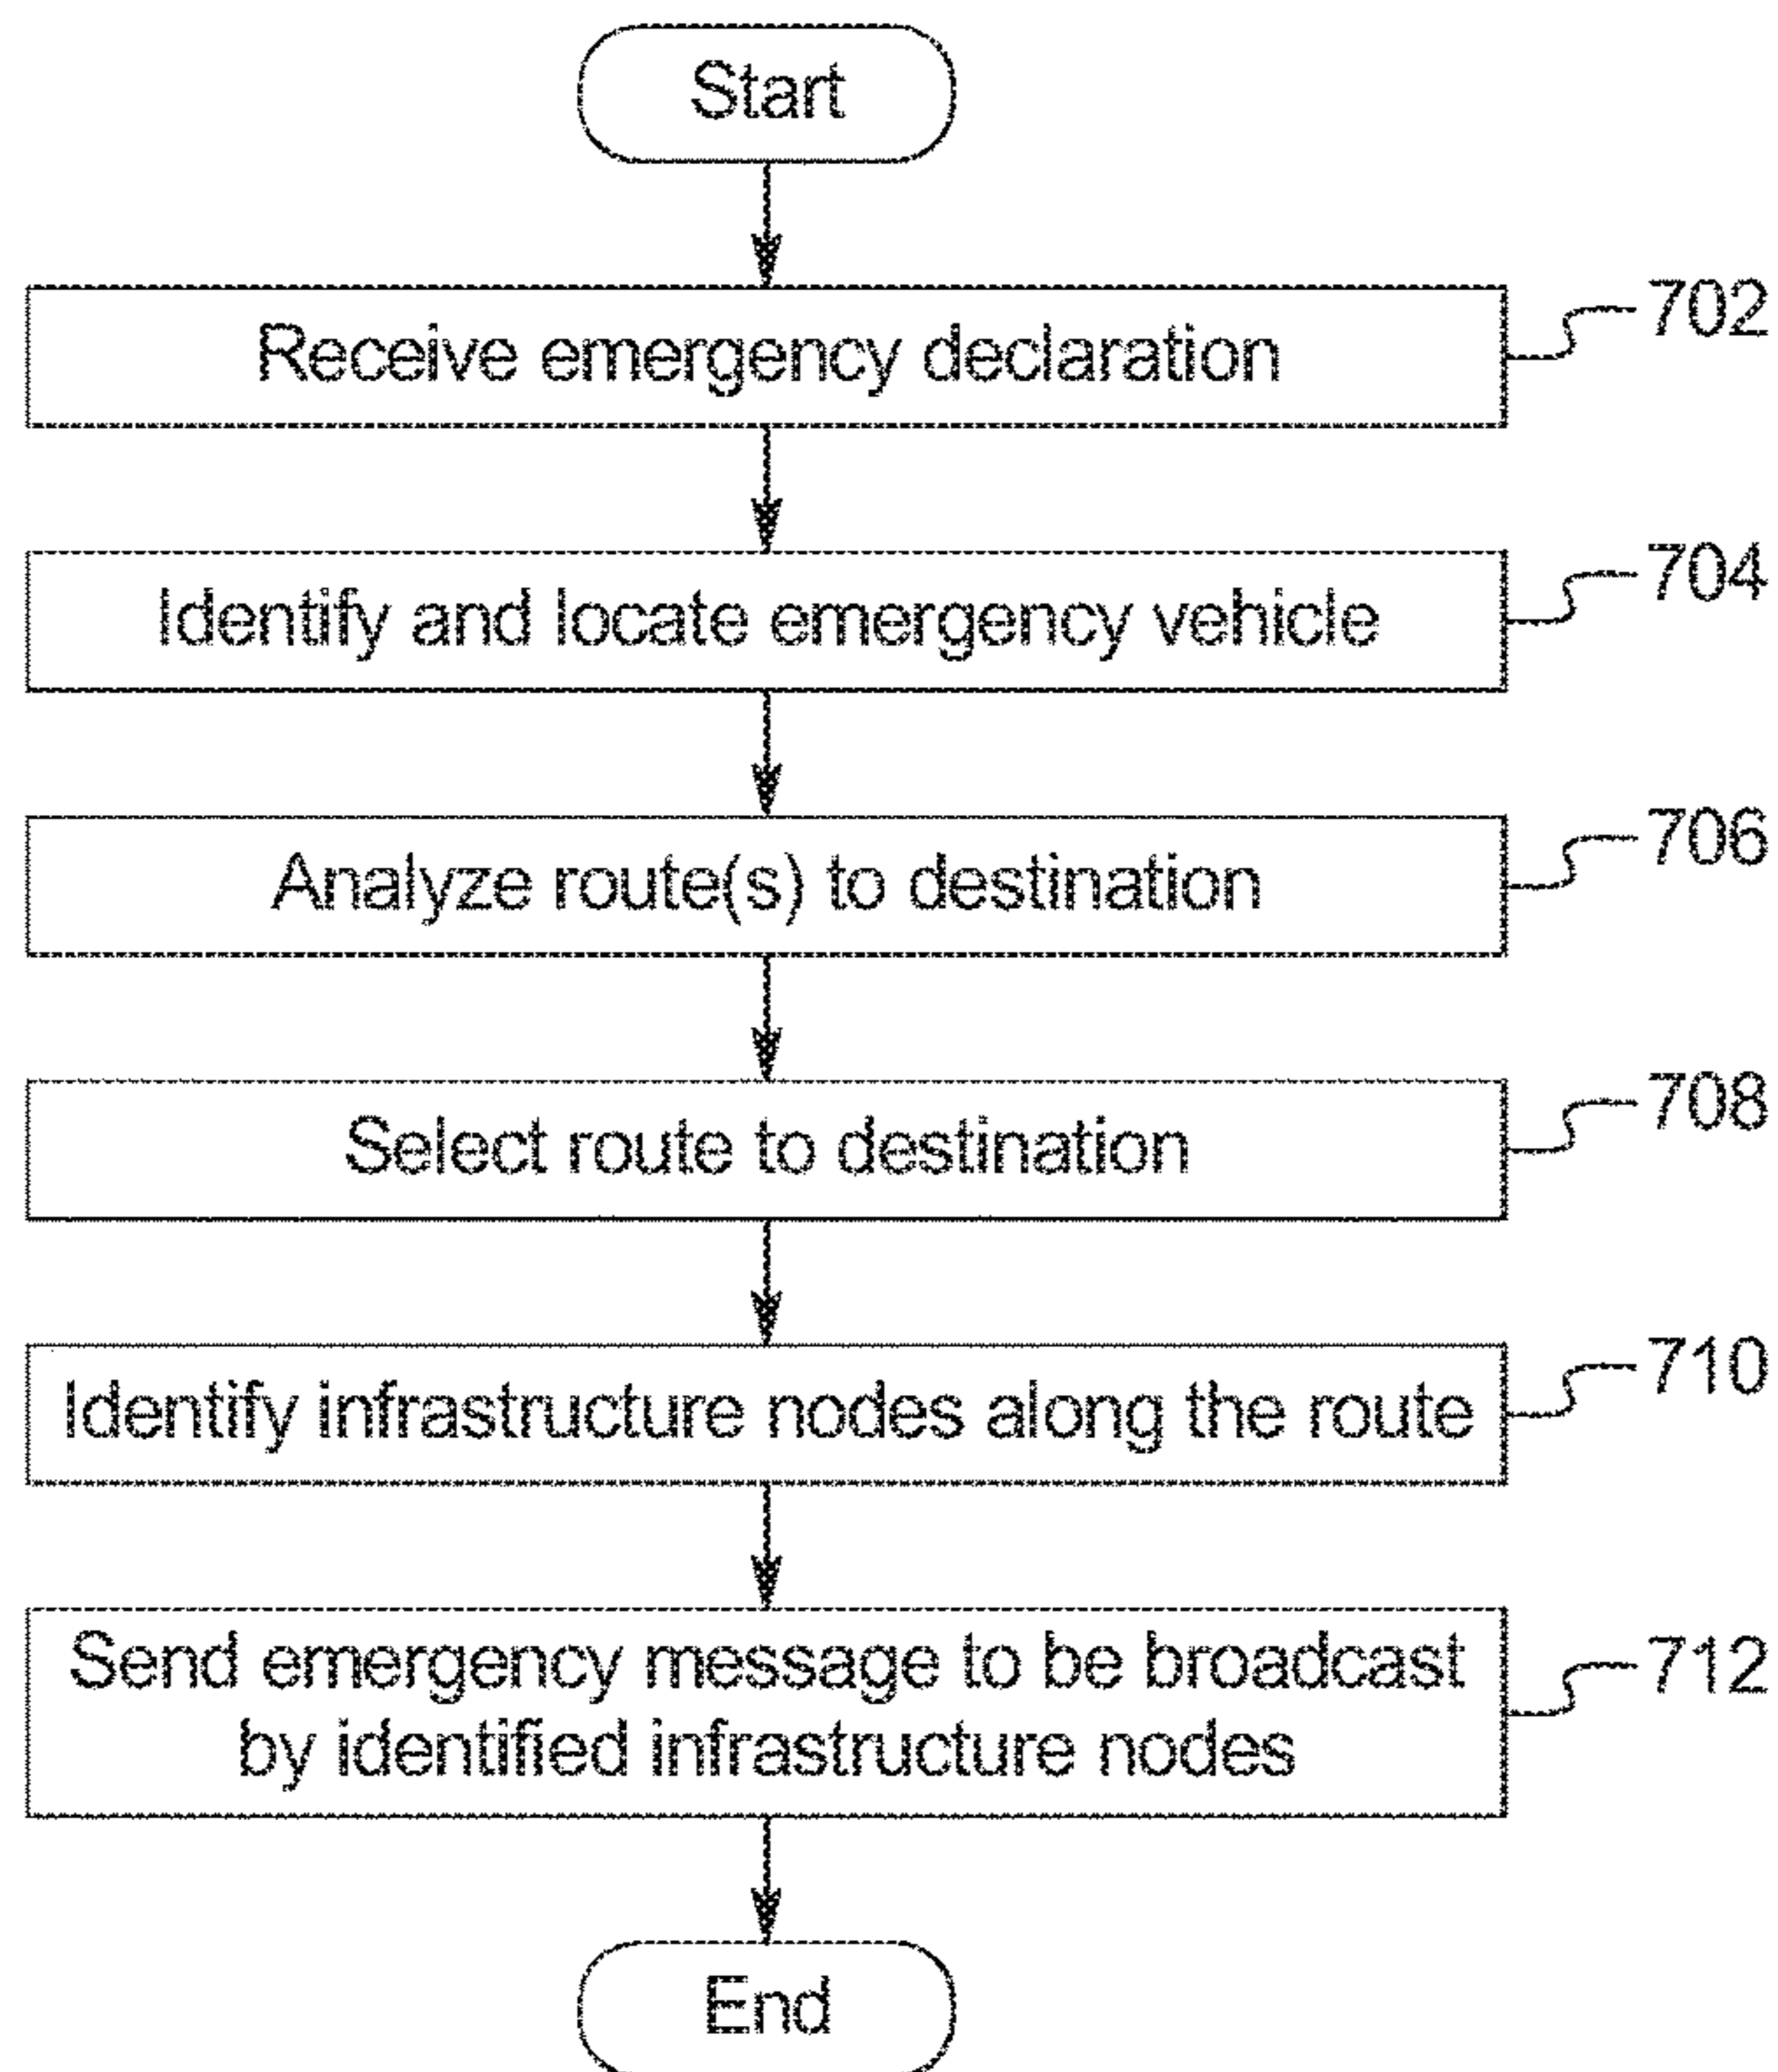 Start
Receive emergency declaration
702
Identify and locate emergency vehicle
704
Analyze route(s) to destination
706
Select route to destination
708
Identify infrastructure nodes along the route
710
Send emergency message to be broadcast
by identified infrastructure nodes
712
End